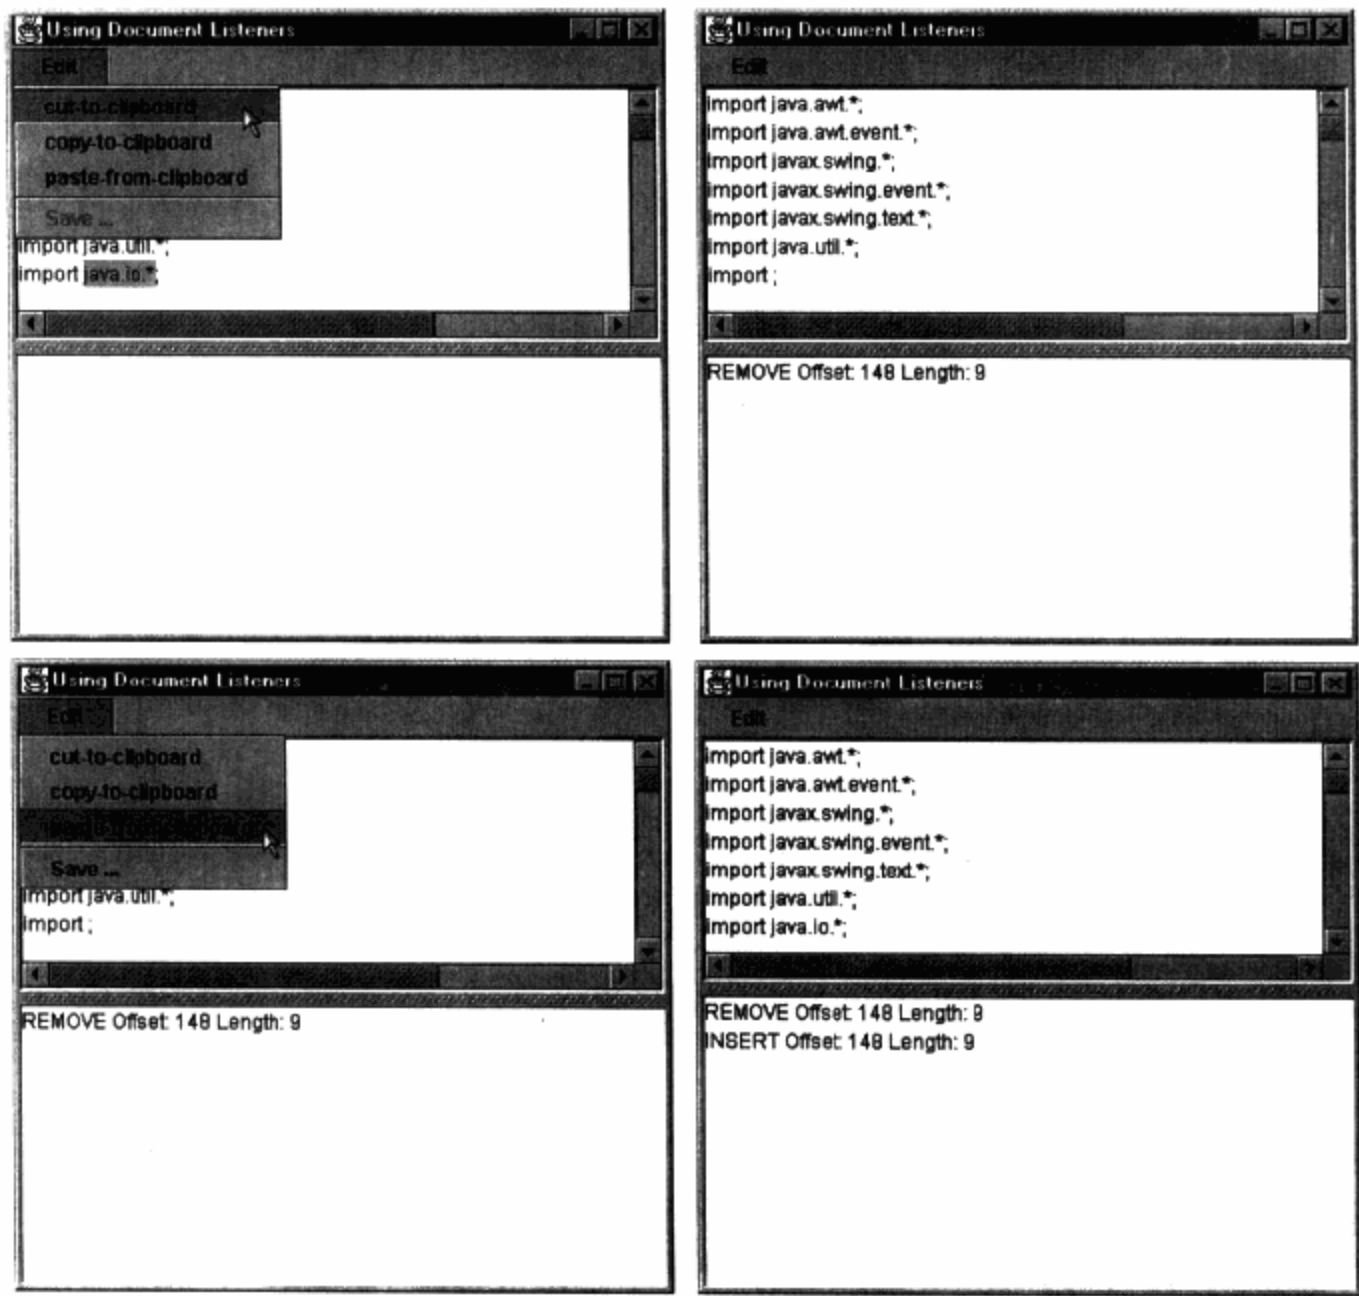 Using Document Listeners
Edit
cut-to-clipboard
copy-to-clipboard
paste-from-clipboard
Save ...
import java.util.*;
import java.io.*;
Using Document Listeners
Edit
import java.awt.*;
import java.awt.event.*;
import javax.swing.*;
import javax.swing.event.*;
import javax.swing.text.*;
import java.util.*;
import ;
REMOVE Offset: 148 Length: 9
Using Document Listeners
Edit
cut-to-clipboard
copy-to-clipboard
paste-from-clipboard
Save ...
import java.util.*;
import ;
REMOVE Offset: 148 Length: 9
Using Document Listeners
Edit
import java.awt.*;
import java.awt.event.*;
import javax.swing.*;
import javax.swing.event.*;
import javax.swing.text.*;
import java.util.*;
import java.io.*;
REMOVE Offset: 148 Length: 9
INSERT Offset: 148 Length: 9